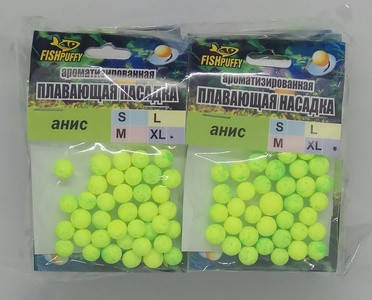 FISHPUFFY
ароматизированная
ПЛАВАЮЩАЯ НАСАДКА
анис
S L
M XL
FISHPUFFY
ароматизированная
ПЛАВАЮЩАЯ НАСАДКА
анис
S L
M XL